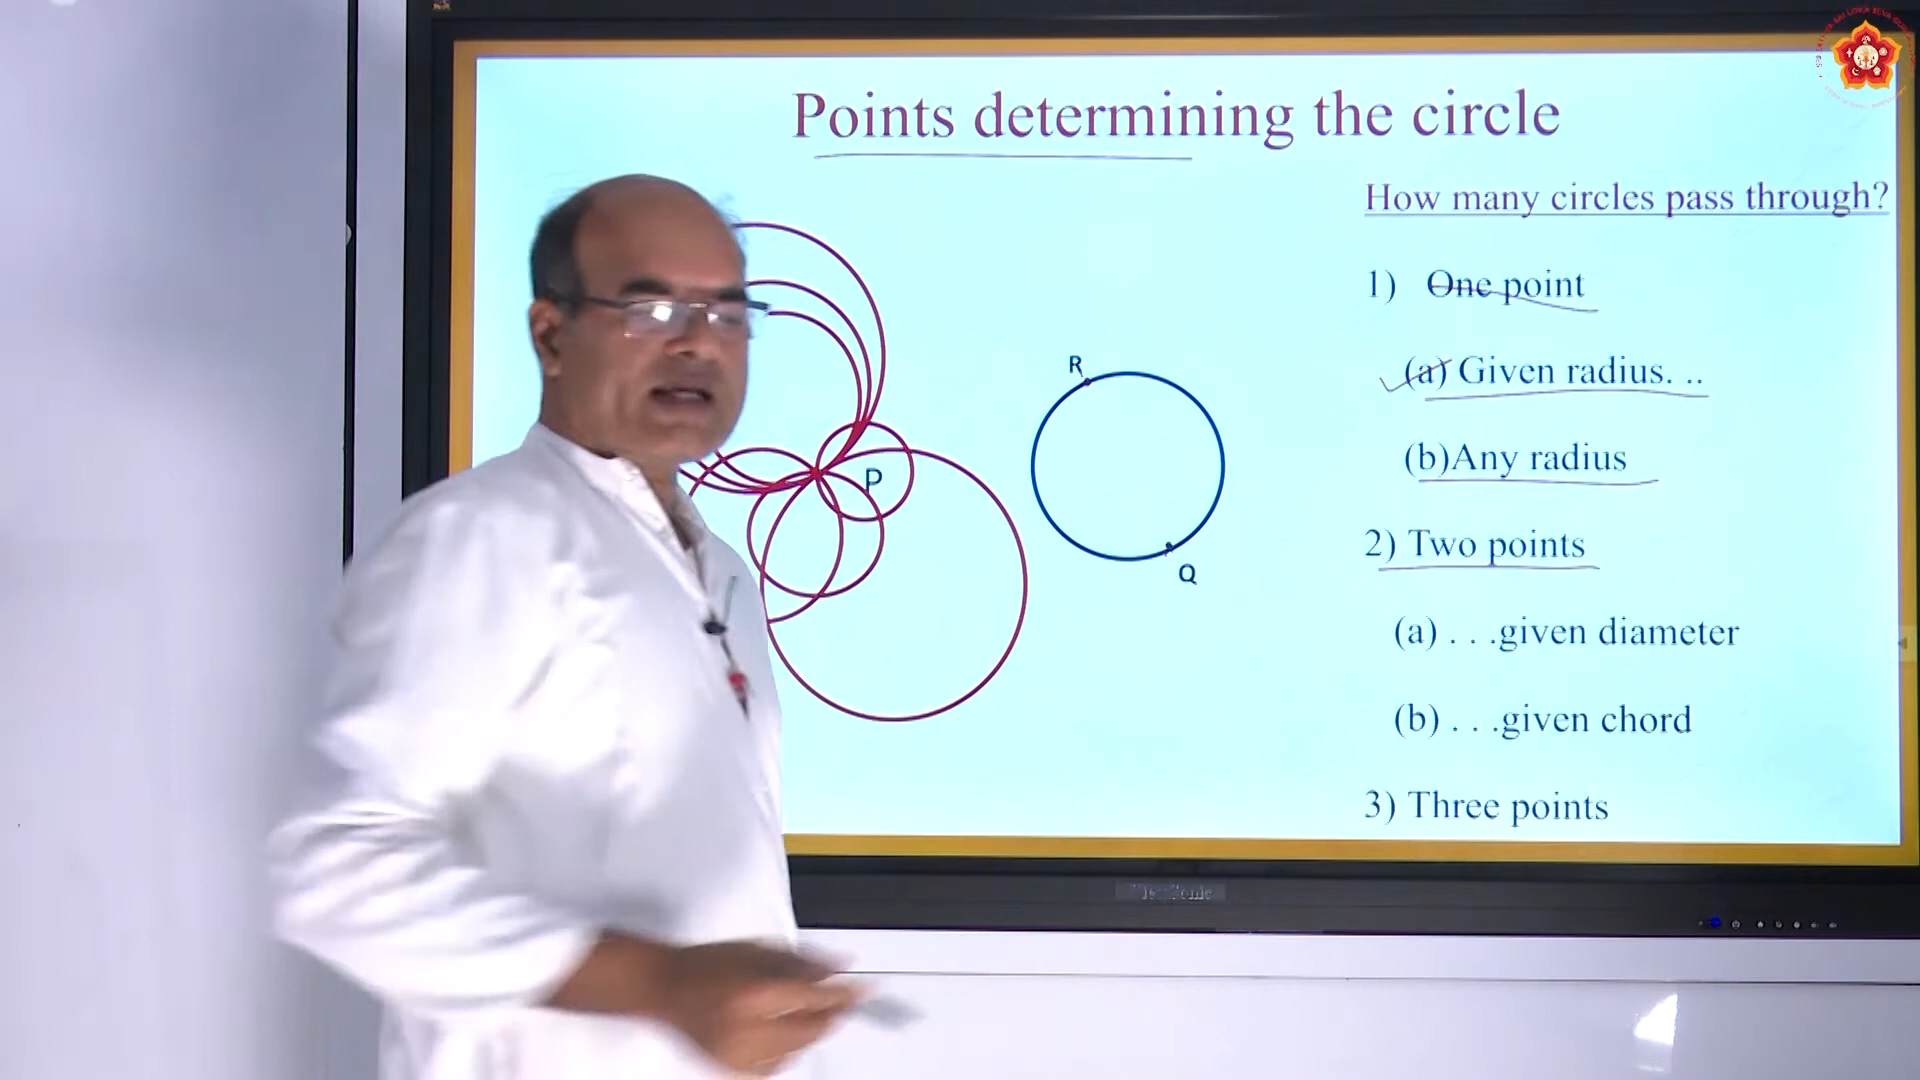 Points determining the circle
How many circles pass through?
1) One point
(a) Given radius. ..
(b)Any radius
2) Two points
(a) . . .given diameter
(b) . . .given chord
3) Three points
R
P
Q